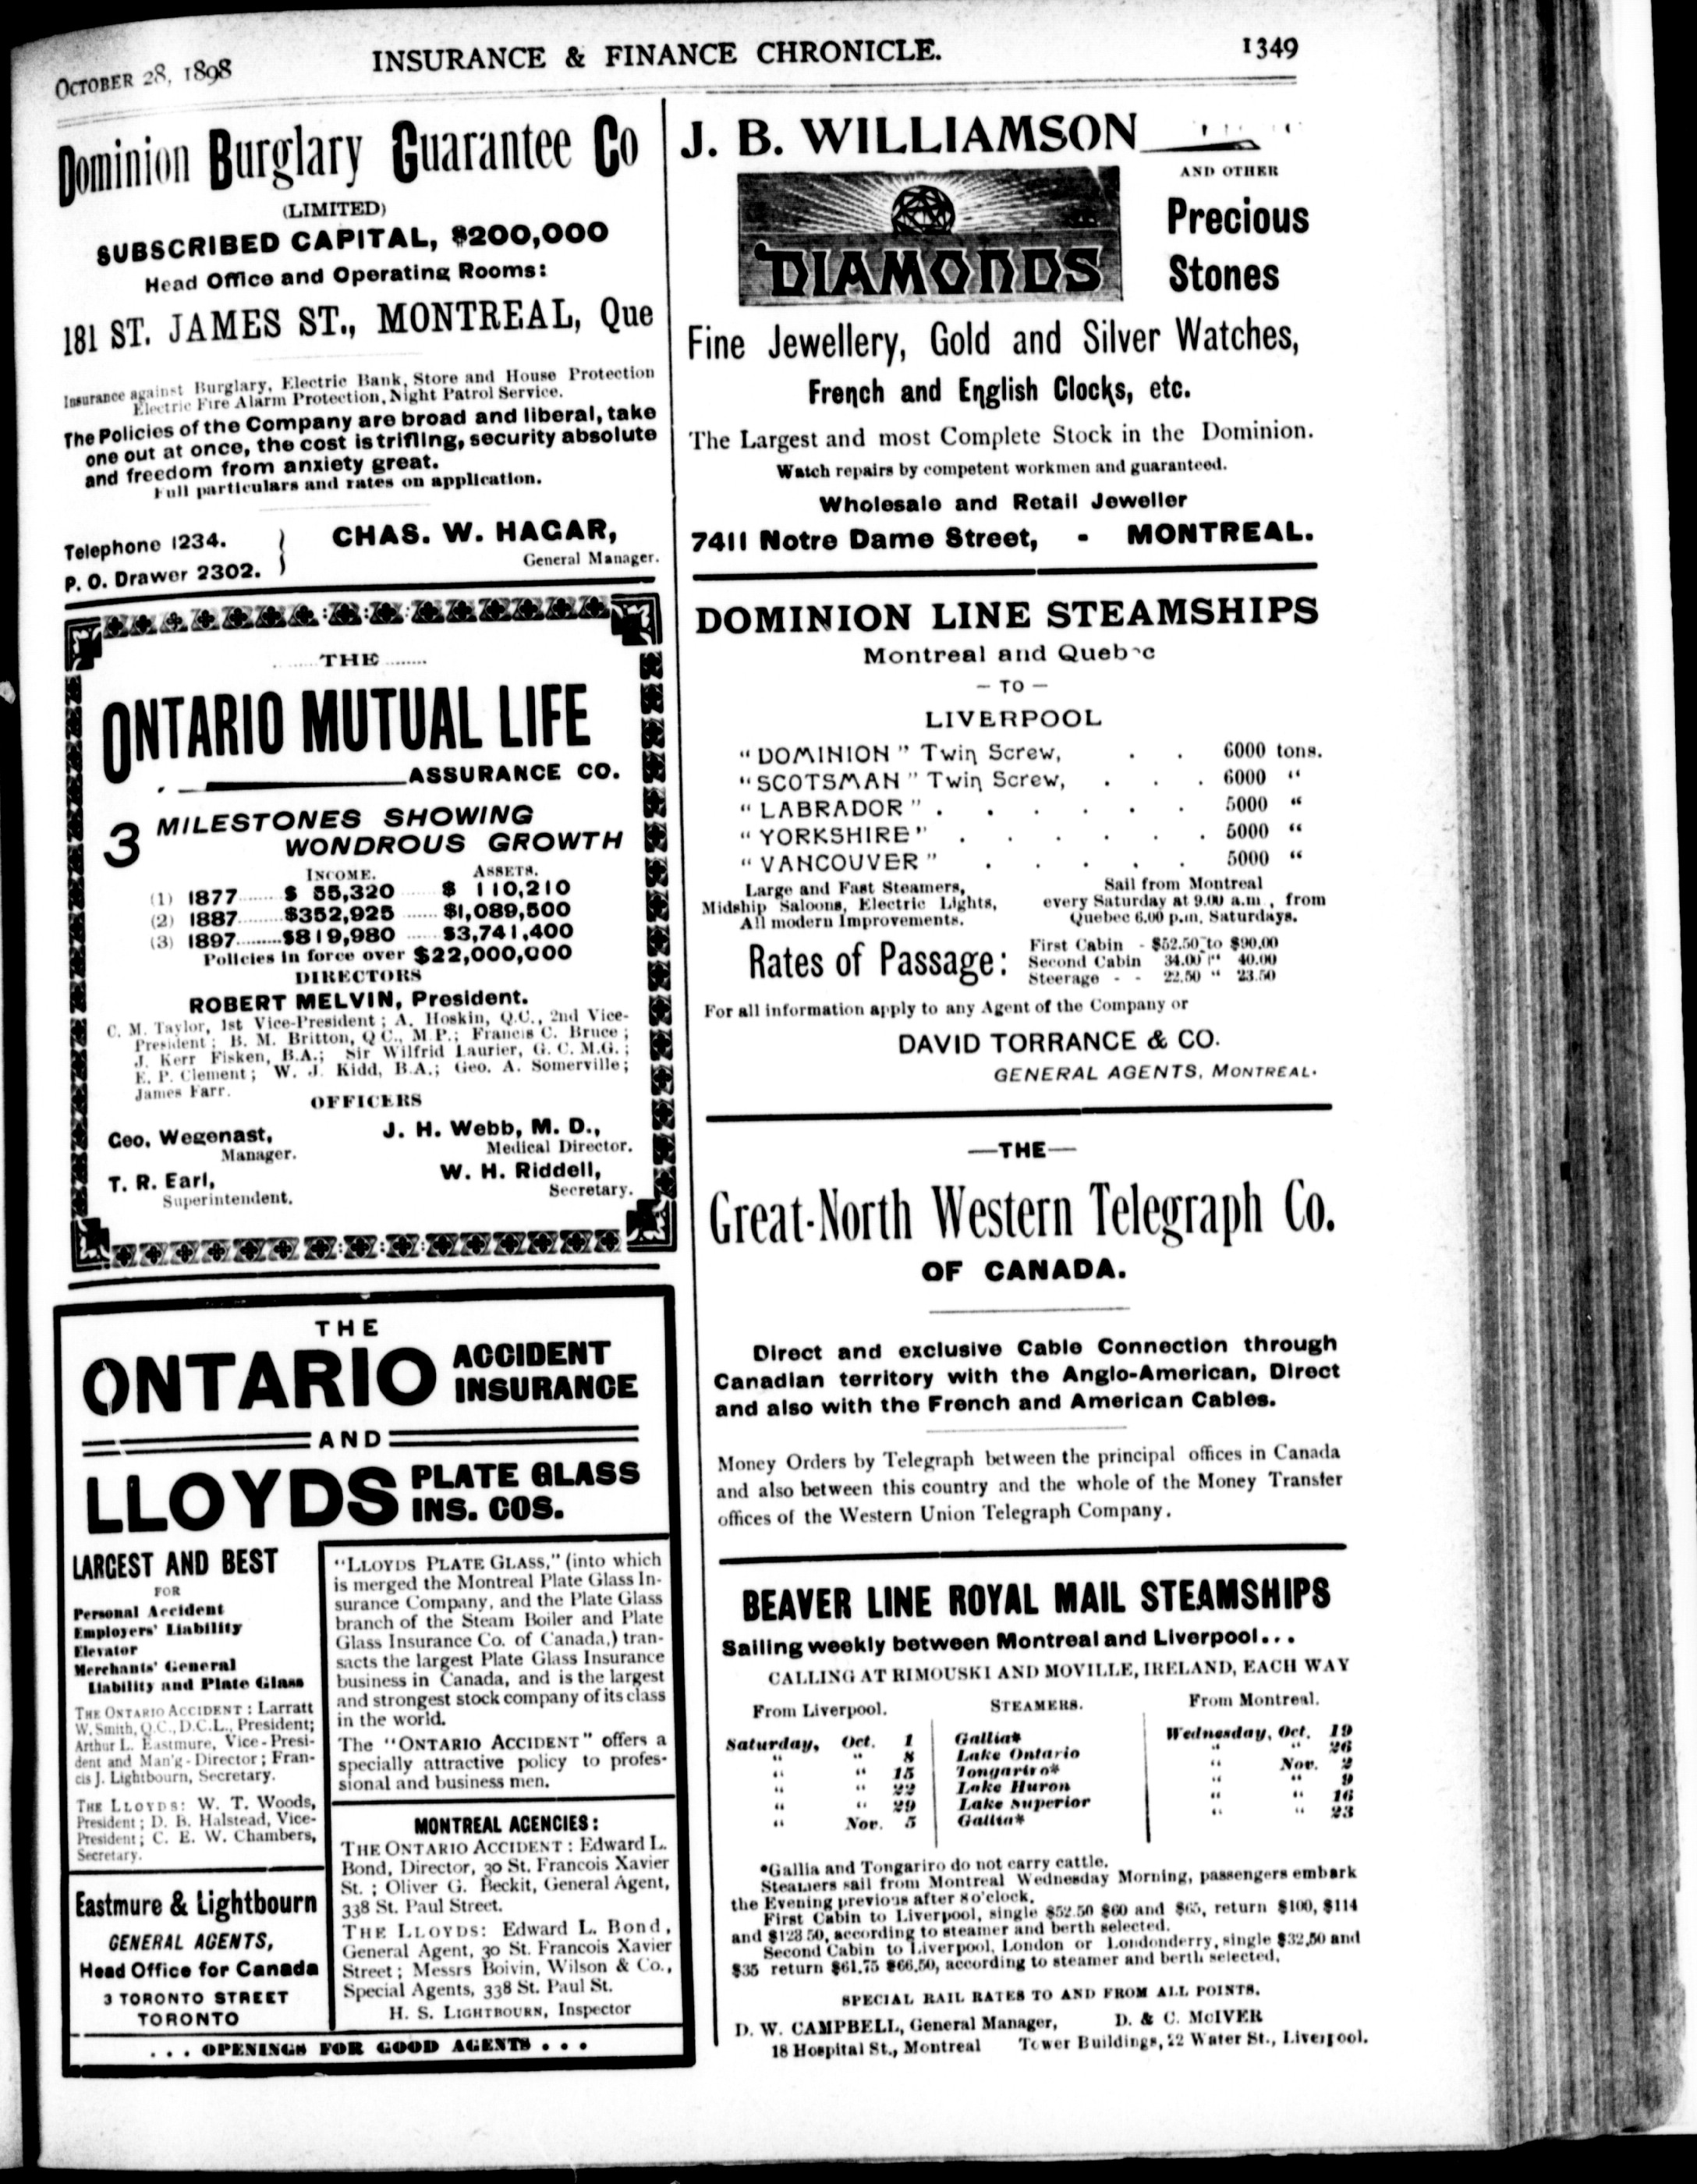 OCTOBER 28, 1898
INSURANCE & FINANCE CHRONICLE.
1349
Dominion Burglary Guarantee Co
(LIMITED)
SUBSCRIBED CAPITAL, $200,000
Head Office and Operating Rooms:
181 ST. JAMES ST., MONTREAL, Que
Insurance against Burglary, Electric Bank, Store and House Protection
Electric Fire Alarm Protection, Night Patrol Service.
The Policies of the Company are broad and liberal, take
one out at once, the cost is trifling, security absolute
and freedom from anxiety great.
Full particulars and rates on application.
Telephone 1234.
P. O. Drawer 2302.
CHAS. W. HAGAR,
General Manager.
THE
ONTARIO MUTUAL LIFE
ASSURANCE CO.
3 MILESTONES SHOWING
WONDROUS GROWTH
INCOME. ASSETS.
(1) 1877 ...... $ 55,320 ...... $ 110,210
(2) 1887 ........ $352,925 ...... $1,089,500
(3) 1897 ......... $819,980 ...... $3,741,400
Policies in force over $22,000,000
DIRECTORS
ROBERT MELVIN, President.
C. M. Taylor, 1st Vice-President; A. Hoskin, Q.C., 2nd Vice-
President; B. M. Britton, Q C., M P.; Francis C. Bruce;
J. Kerr Fisken, B.A.; Sir Wilfrid Laurier, G. C. M.G.;
E. P. Clement; W. J. Kidd, B.A.; Geo. A. Somerville;
James Farr.
OFFICERS
Geo. Wegenast,
Manager.
J. H. Webb, M. D.,
Medical Director.
T. R. Earl,
Superintendent.
W. H. Riddell,
Secretary.
THE
ONTARIO ACCIDENT
INSURANCE
AND
LLOYDS PLATE GLASS
INS. COS.
LARGEST AND BEST
FOR
Personal Accident
Employers' Liability
Elevator
Merchants' General
Liability and Plate Glass
THE ONTARIO ACCIDENT: Larratt
W. Smith, Q.C., D.C.L., President;
Arthur L. Eastmure, Vice-Presi-
dent and Man'g-Director; Fran-
cis J. Lightbourn, Secretary.
THE LLOYDS: W. T. Woods,
President; D. B. Halstead, Vice-
President; C. E. W. Chambers,
Secretary.
Eastmure & Lightbourn
GENERAL AGENTS,
Head Office for Canada
3 TORONTO STREET
TORONTO
"LLOYDS PLATE GLASS," (into which
is merged the Montreal Plate Glass In-
surance Company, and the Plate Glass
branch of the Steam Boiler and Plate
Glass Insurance Co. of Canada,) tran-
sacts the largest Plate Glass Insurance
business in Canada, and is the largest
and strongest stock company of its class
in the world.
The "ONTARIO ACCIDENT" offers a
specially attractive policy to profes-
sional and business men.
MONTREAL AGENCIES:
THE ONTARIO ACCIDENT: Edward L.
Bond, Director, 30 St. Francois Xavier
St.; Oliver G. Beckit, General Agent,
338 St. Paul Street.
THE LLOYDS: Edward L. Bond,
General Agent, 30 St. Francois Xavier
Street; Messrs Boivin, Wilson & Co.,
Special Agents, 338 St. Paul St.
H. S. LIGHTBOURN, Inspector
... OPENINGS FOR GOOD AGENTS ...
J. B. WILLIAMSON
DIAMONDS
AND OTHER
Precious
Stones
Fine Jewellery, Gold and Silver Watches,
French and English Clocks, etc.
The Largest and most Complete Stock in the Dominion.
Watch repairs by competent workmen and guaranteed.
Wholesale and Retail Jeweller
7411 Notre Dame Street, - MONTREAL.
DOMINION LINE STEAMSHIPS
Montreal and Quebec
— TO —
LIVERPOOL
"DOMINION" Twin Screw, . . 6000 tons.
"SCOTSMAN" Twin Screw, . . . 6000 "
"LABRADOR" . . . . . . 5000 "
"YORKSHIRE" . . . . . . 5000 "
"VANCOUVER" . . . . . 5000 "
Large and Fast Steamers,
Midship Saloons, Electric Lights,
All modern Improvements.
Sail from Montreal
every Saturday at 9.00 a.m., from
Quebec 6.00 p.m. Saturdays.
Rates of Passage:
First Cabin - $52.50 to $90.00
Second Cabin 34.00 " 40.00
Steerage - - 22.50 " 23.50
For all information apply to any Agent of the Company or
DAVID TORRANCE & CO.
GENERAL AGENTS, MONTREAL.
—THE—
Great-North Western Telegraph Co.
OF CANADA.
Direct and exclusive Cable Connection through
Canadian territory with the Anglo-American, Direct
and also with the French and American Cables.
Money Orders by Telegraph between the principal offices in Canada
and also between this country and the whole of the Money Transfer
offices of the Western Union Telegraph Company.
BEAVER LINE ROYAL MAIL STEAMSHIPS
Sailing weekly between Montreal and Liverpool...
CALLING AT RIMOUSKI AND MOVILLE, IRELAND, EACH WAY
From Liverpool. STEAMERS. From Montreal.
Saturday, Oct. 1 Gallia* Wednesday, Oct. 19
" " 8 Lake Ontario " " 26
" " 15 Tongariro* " Nov. 2
" " 22 Lake Huron " " 9
" " 29 Lake Superior " " 16
" Nov. 5 Gallia* " " 23
*Gallia and Tongariro do not carry cattle.
Steamers sail from Montreal Wednesday Morning, passengers embark
the Evening previous after 8 o'clock.
First Cabin to Liverpool, single $52.50 $60 and $65, return $100, $114
and $123.50, according to steamer and berth selected.
Second Cabin to Liverpool, London or Londonderry, single $32,50 and
$35 return $61.75 $66.50, according to steamer and berth selected.
SPECIAL RAIL RATES TO AND FROM ALL POINTS.
D. W. CAMPBELL, General Manager,
18 Hospital St., Montreal
D. & C. McIVER
Tower Buildings, 22 Water St., Liverpool.